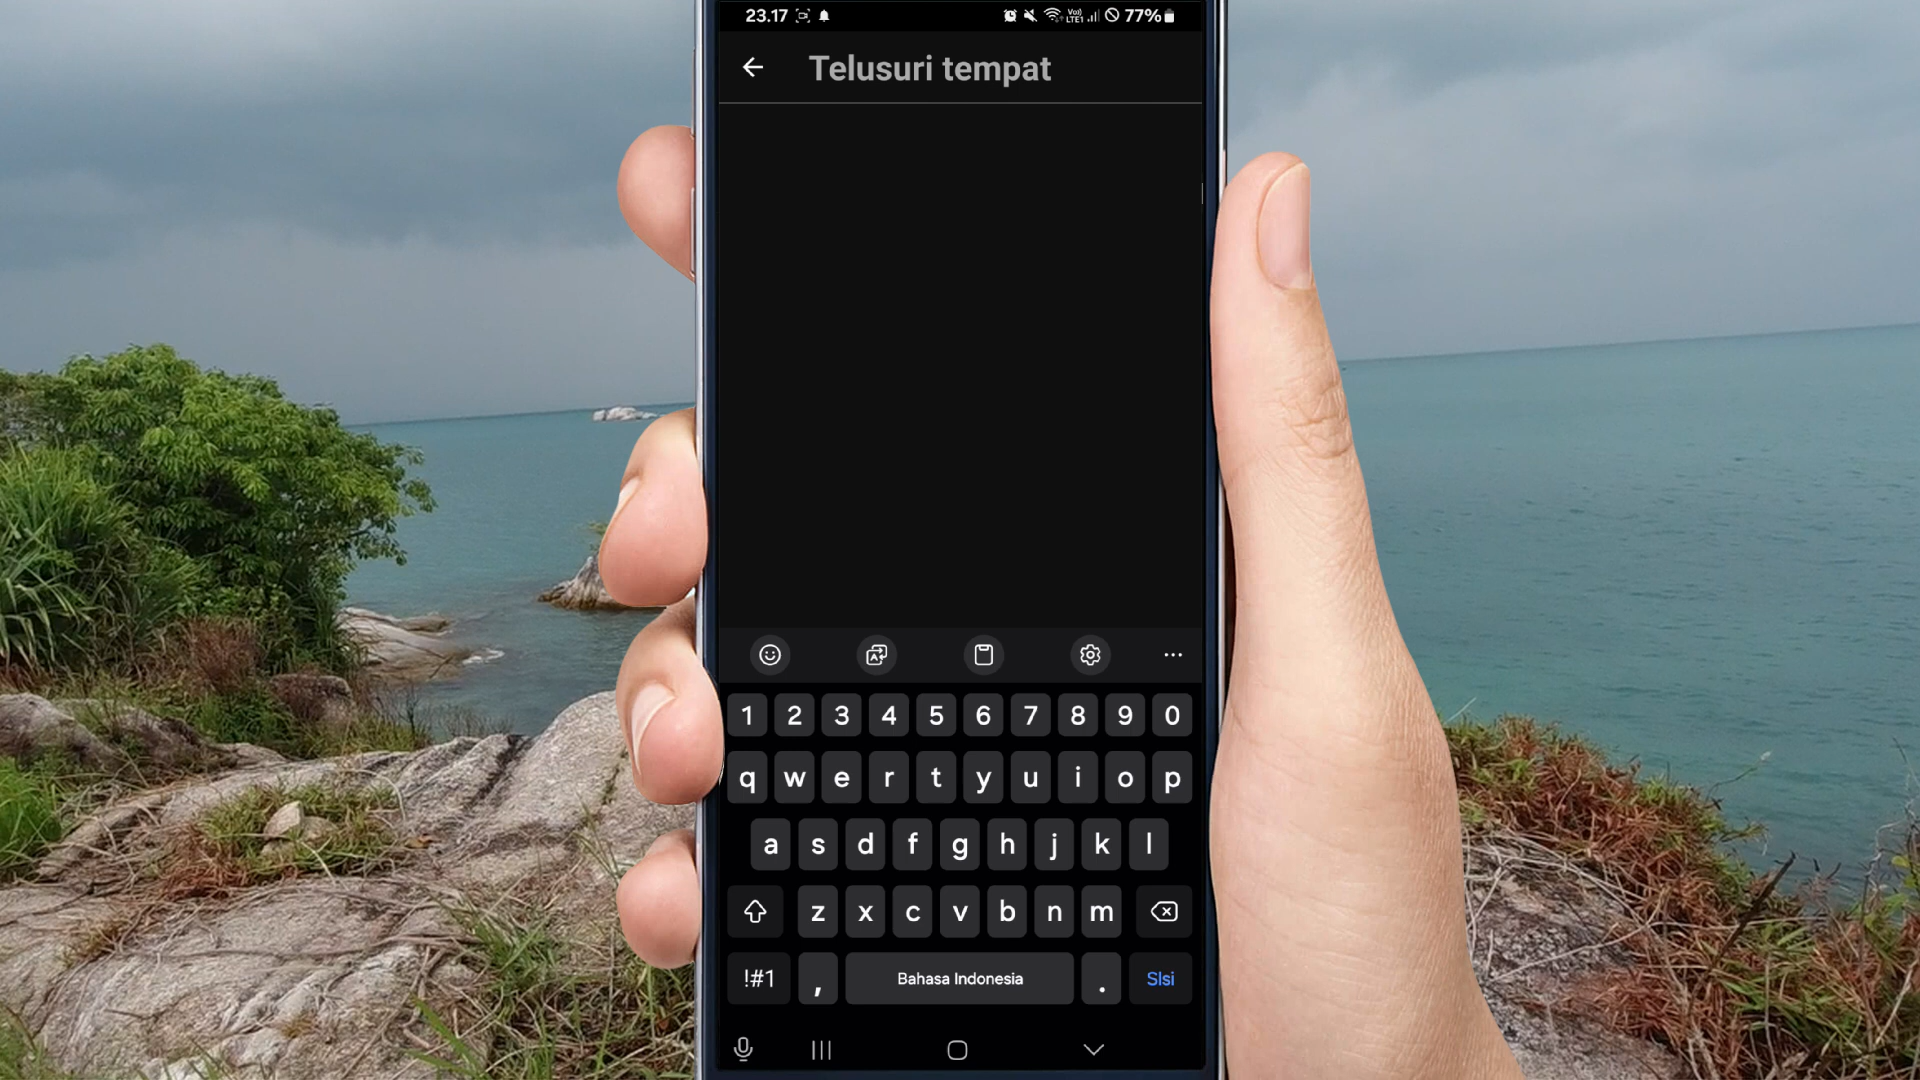 23.17 77%
Telusuri tempat
1 2 3 4 5 6 7 8 9 0
q w e r t y u i o p
a s d f g h j k l
z x c v b n m
!#1 , Bahasa Indonesia . Slsi